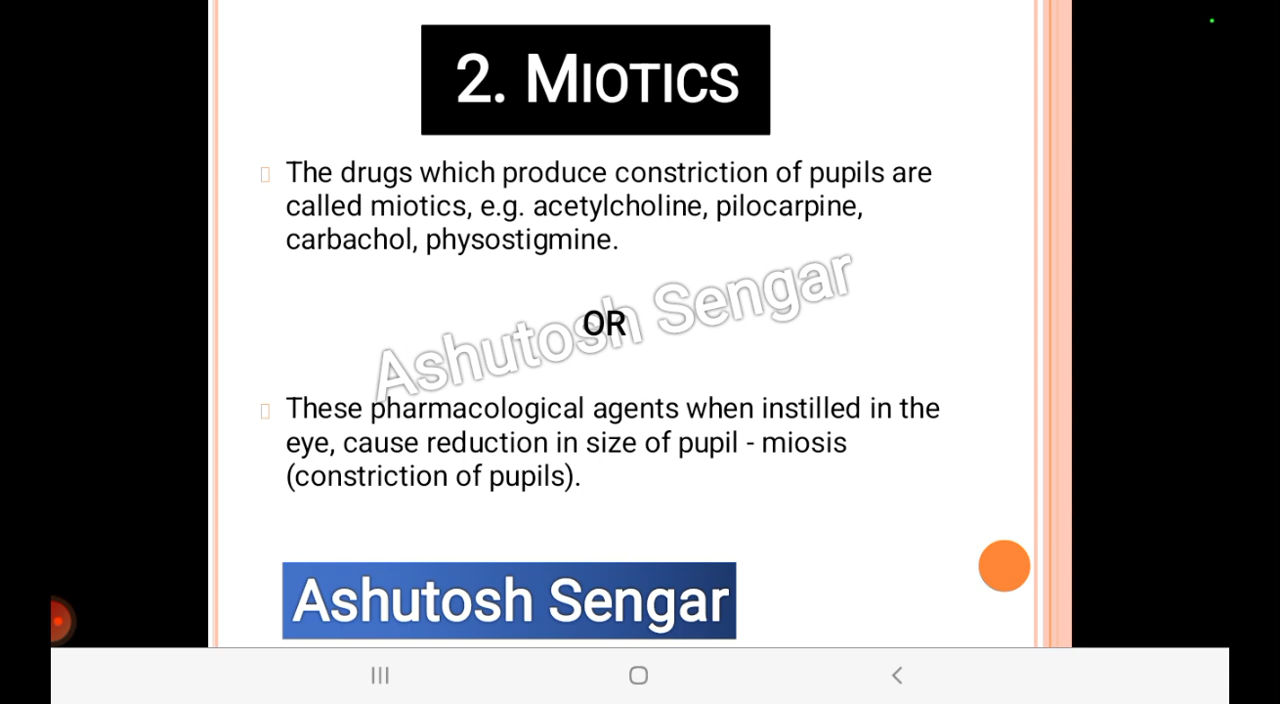 2. MIOTICS
The drugs which produce constriction of pupils are
called miotics, e.g. acetylcholine, pilocarpine,
carbachol, physostigmine.
Ashutosh Sengar
OR
These pharmacological agents when instilled in the
eye, cause reduction in size of pupil - miosis
(constriction of pupils).
Ashutosh Sengar